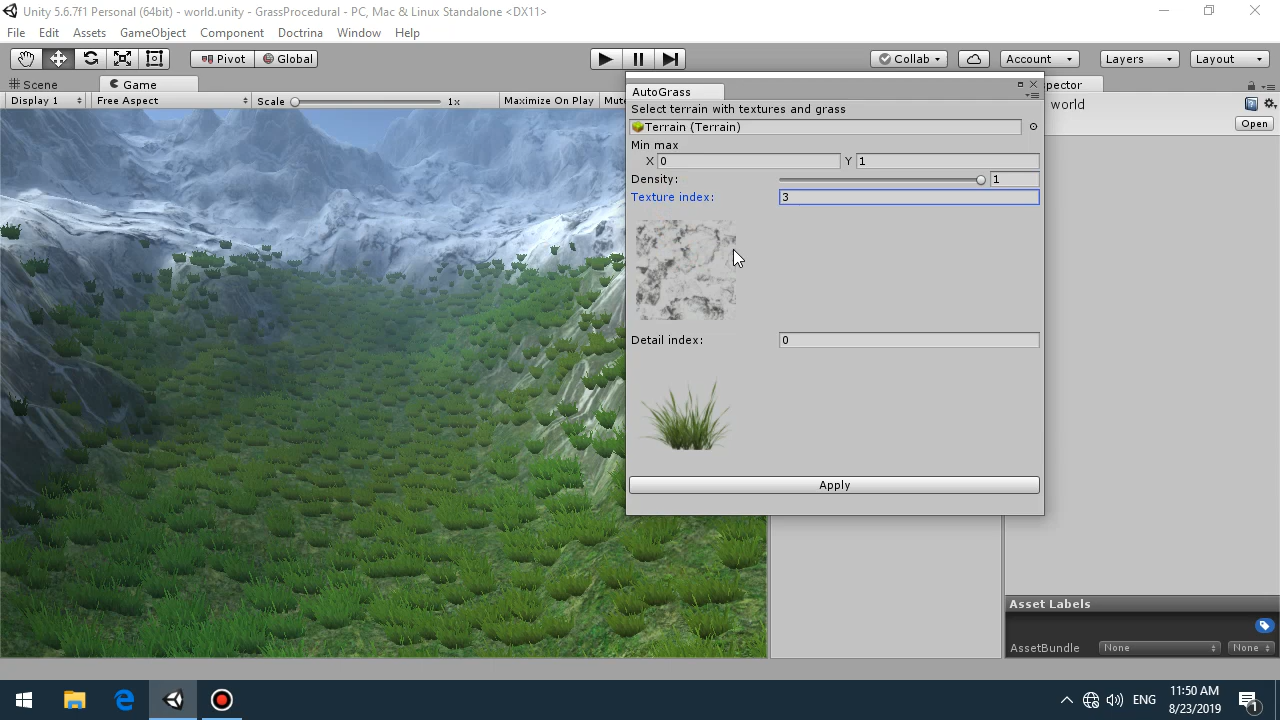 Unity 5.6.7f1 Personal (64bit) - world.unity - GrassProcedural - PC, Mac & Linux Standalone <DX11>
File Edit Assets GameObject Component Doctrina Window Help
Pivot Global Collab Account Layers Layout
Scene Game
Display 1 Free Aspect Scale 1x Maximize On Play Mute
AutoGrass
Select terrain with textures and grass
Terrain (Terrain)
Min max
X 0 Y 1
Density: 1
Texture index: 3
Detail index: 0
Apply
pector
world
Open
Asset Labels
AssetBundle None None
ENG
11:50 AM
8/23/2019
1